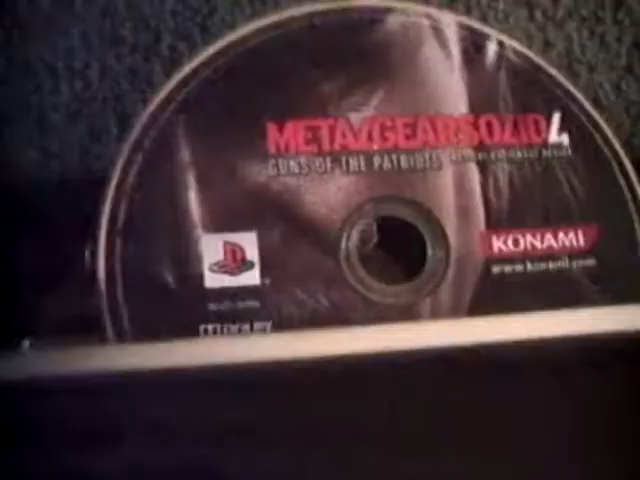 METAL GEAR SOLID 4
GUNS OF THE PATRIOTS
KONAMI
www.konami.com